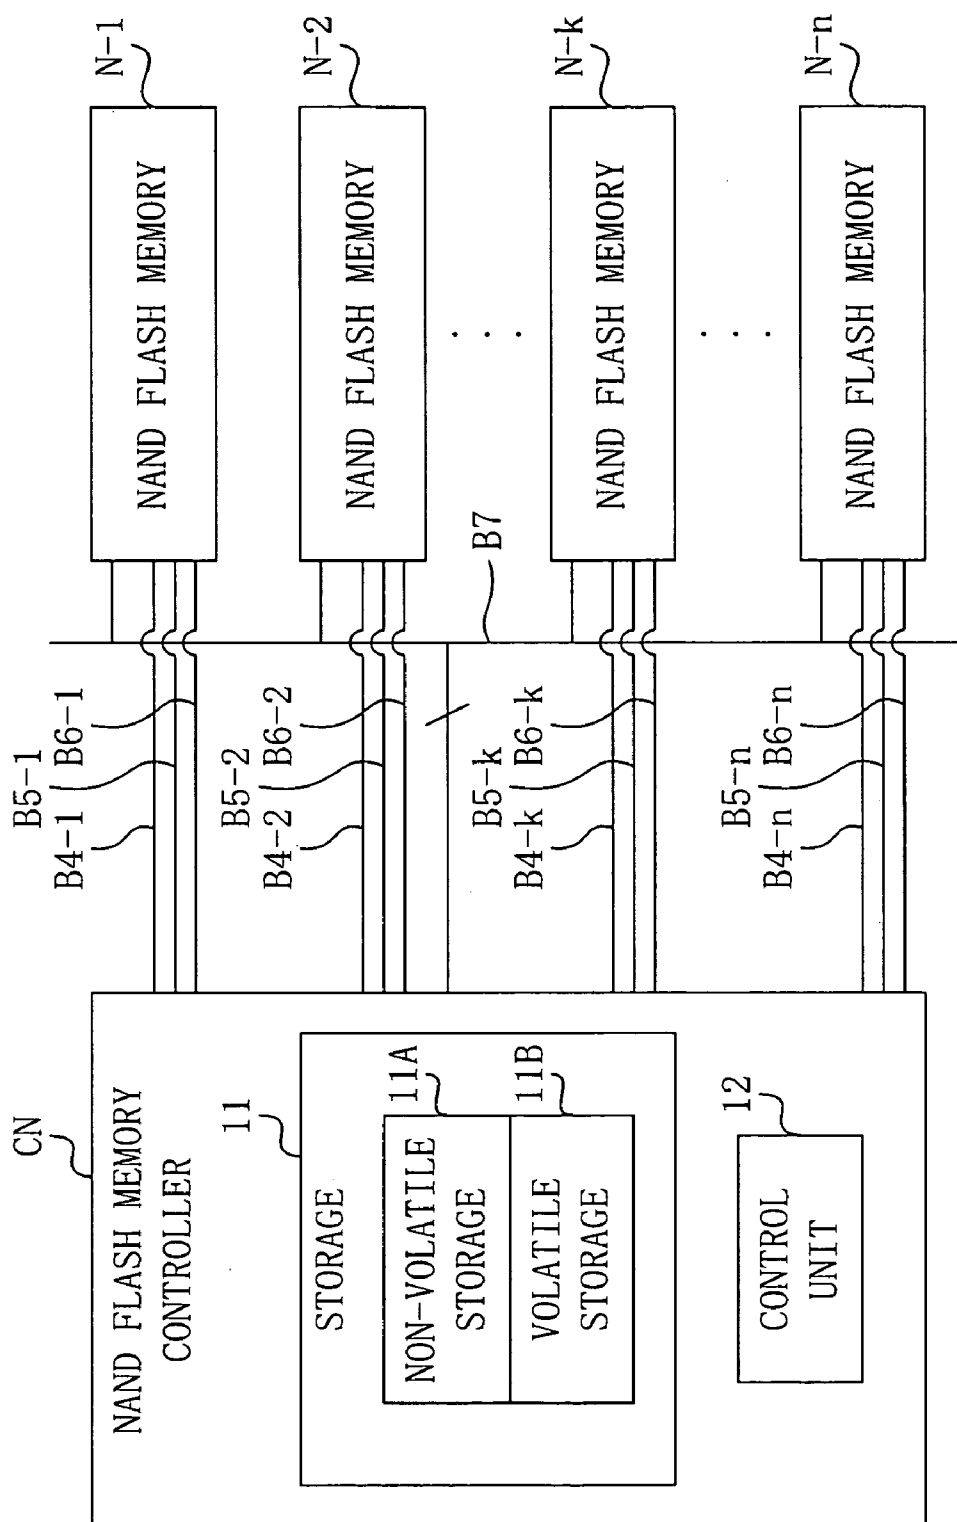 CN
NAND FLASH MEMORY
CONTROLLER
11
STORAGE
11A
NON-VOLATILE
STORAGE
11B
VOLATILE
STORAGE
12
CONTROL
UNIT
B4-1
B5-1
B6-1
B4-2
B5-2
B6-2
B7
B4-k
B5-k
B6-k
B4-n
B5-n
B6-n
N-1
NAND FLASH MEMORY
N-2
NAND FLASH MEMORY
. . .
N-k
NAND FLASH MEMORY
. . .
N-n
NAND FLASH MEMORY